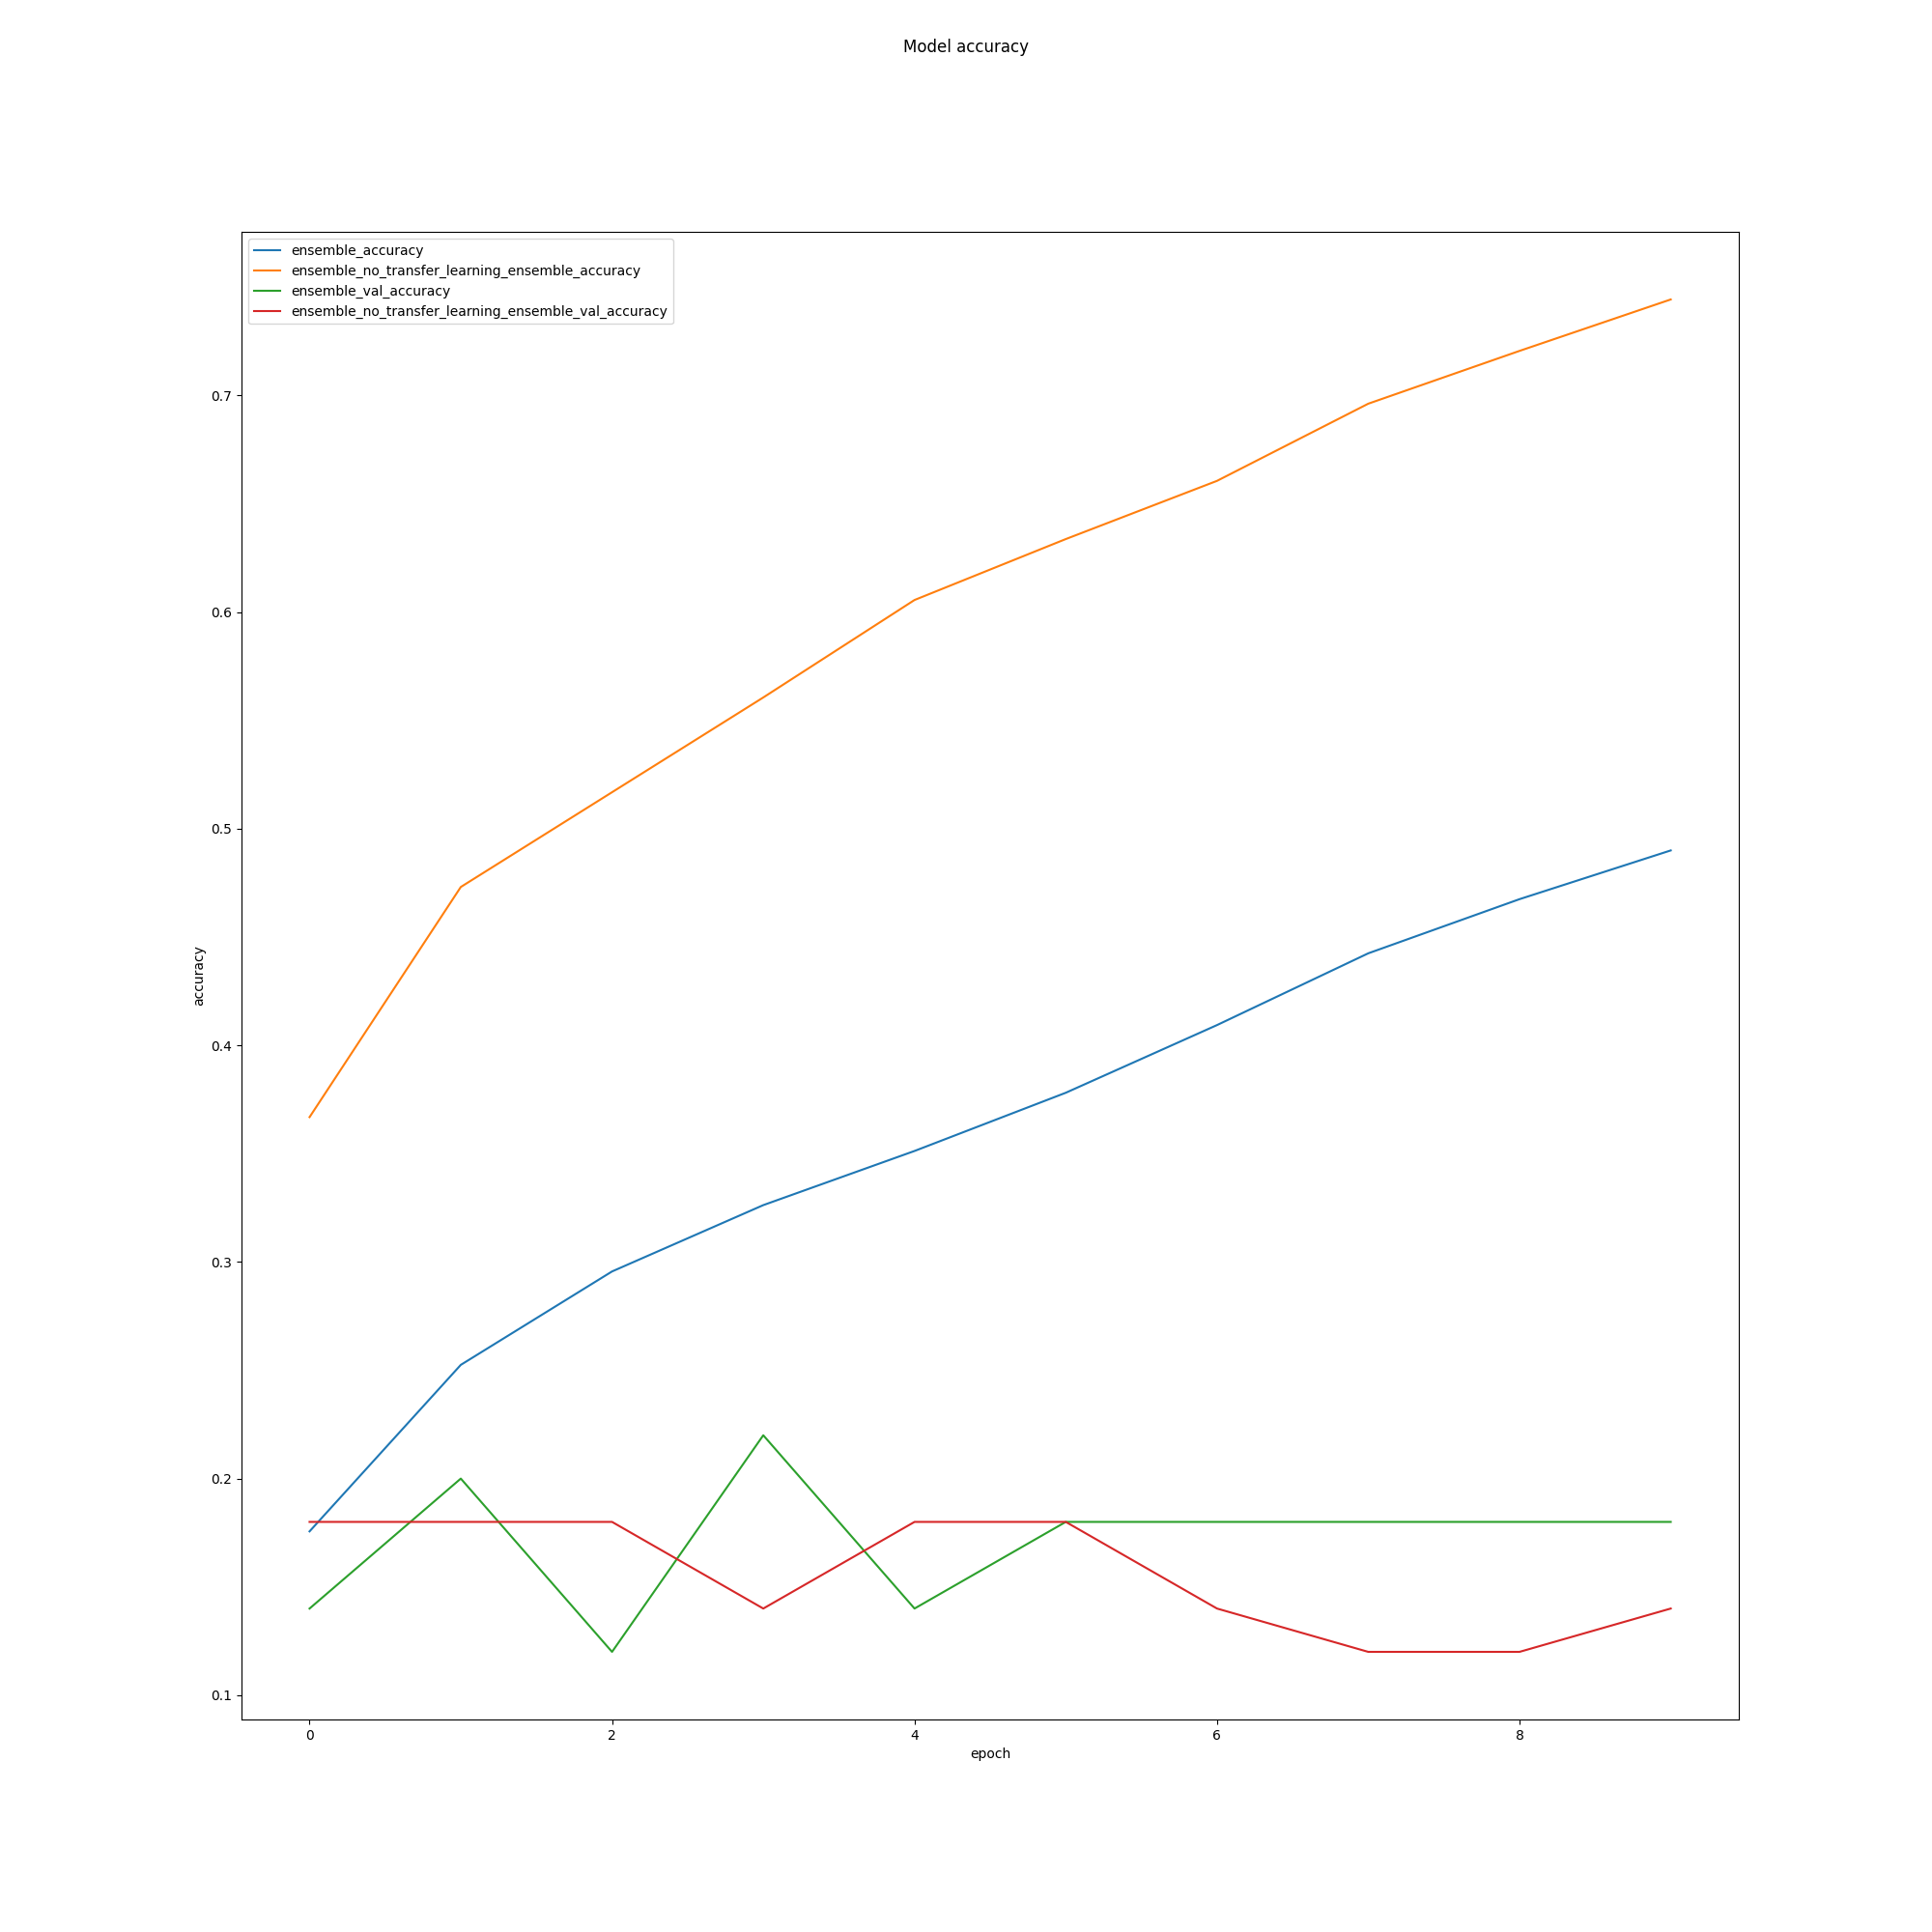 Model accuracy
ensemble_accuracy
ensemble_no_transfer_learning_ensemble_accuracy
ensemble_val_accuracy
ensemble_no_transfer_learning_ensemble_val_accuracy
0.7
0.6
0.5
0.4
0.3
0.2
0.1
accuracy
0 2 4 6 8
epoch